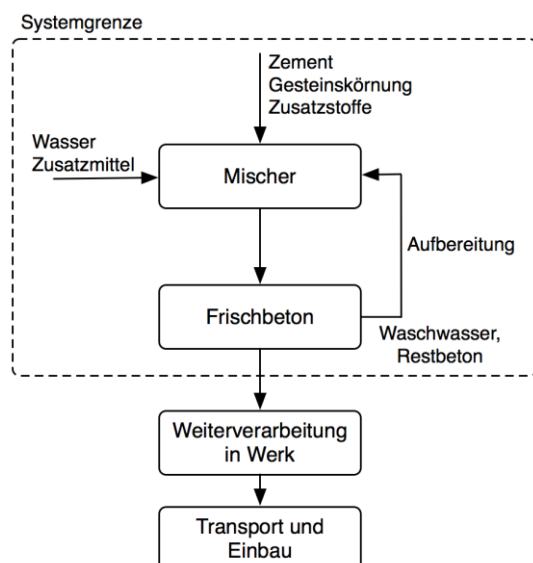 Systemgrenze
Zement
Gesteinskörnung
Zusatzstoffe
Wasser
Zusatzmittel
Mischer
Aufbereitung
Frischbeton
Waschwasser,
Restbeton
Weiterverarbeitung
in Werk
Transport und
Einbau